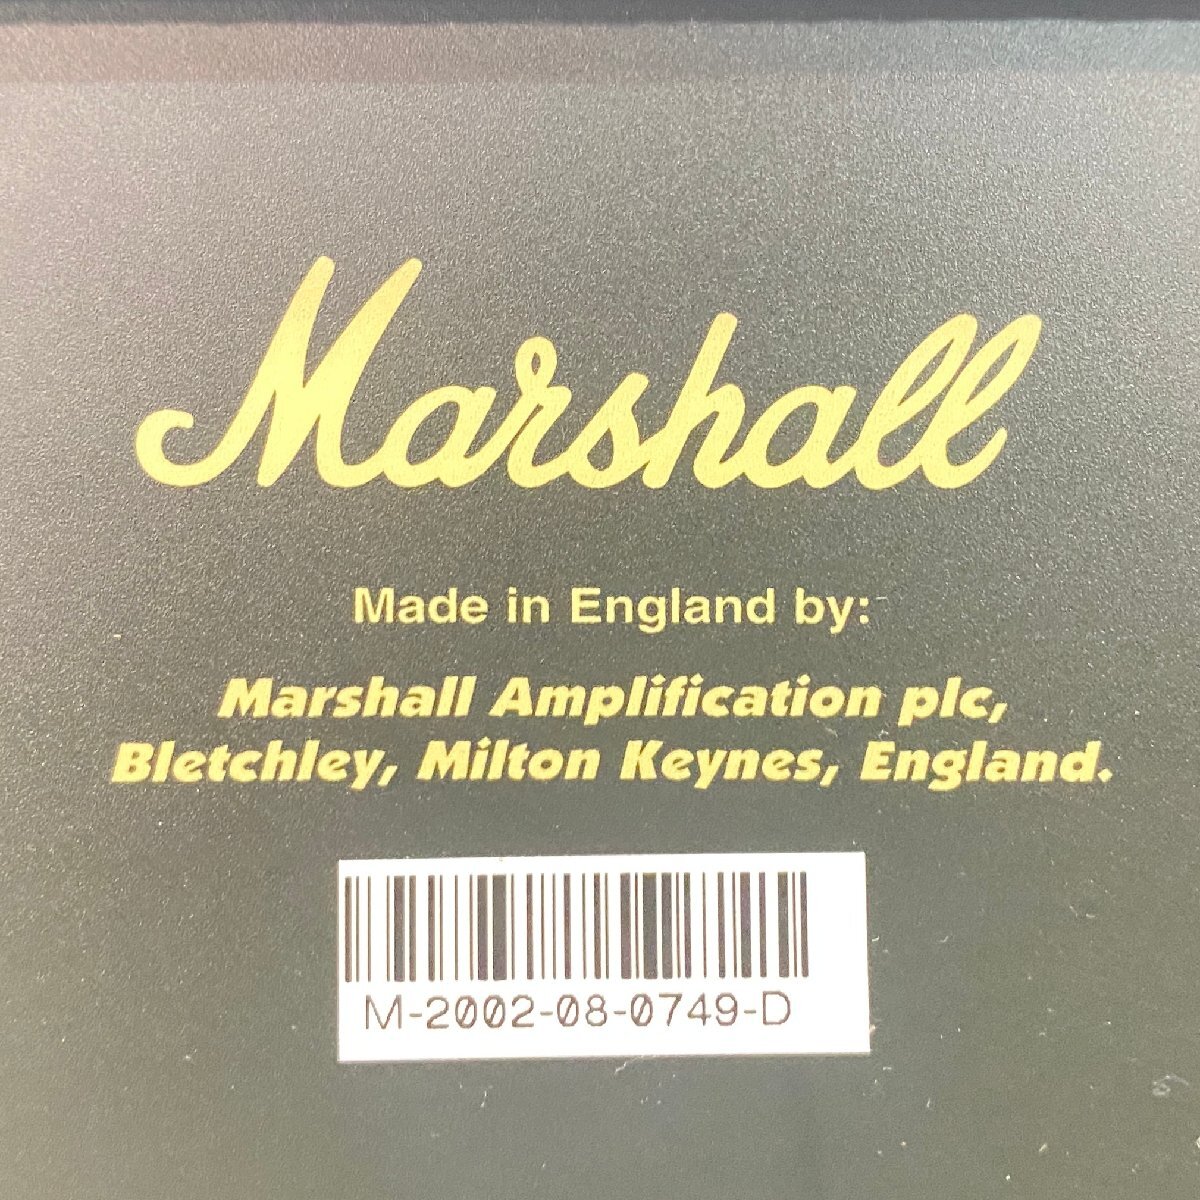 Marshall
Made in England by:
Marshall Amplification plc,
Bletchley, Milton Keynes, England.
M-2002-08-0749-D